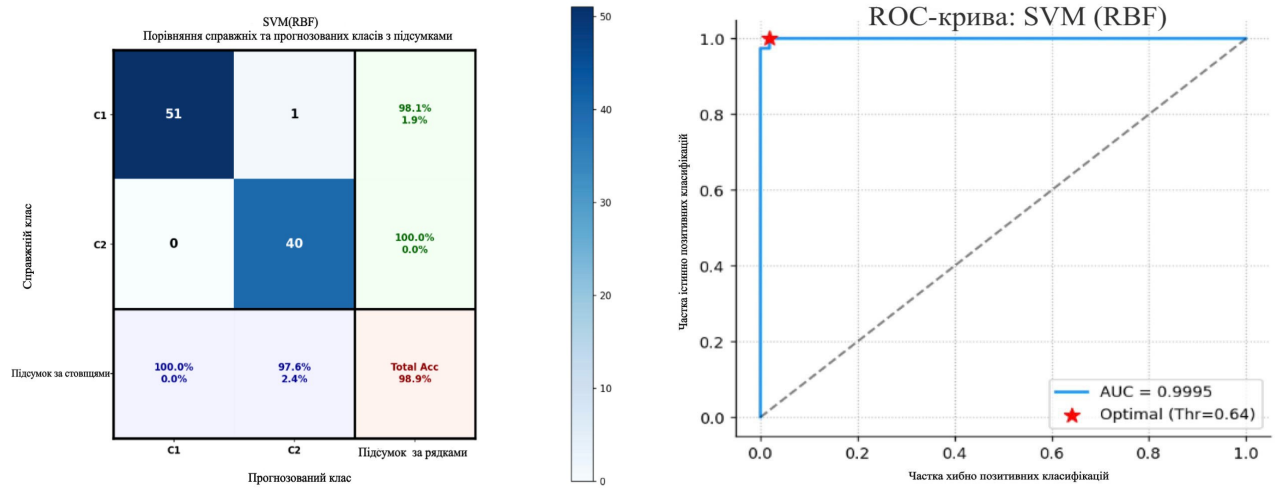 SVM(RBF)
Порівняння справжніх та прогнозованих класів з підсумками
C1
51
1
98.1%
1.9%
C2
0
40
100.0%
0.0%
Підсумок за стовпцями
100.0%
0.0%
97.6%
2.4%
Total Acc
98.9%
C1
C2
Підсумок за рядками
Справжній клас
Прогнозований клас
50
40
30
20
10
0
ROC-крива: SVM (RBF)
1.0
0.8
0.6
0.4
0.2
0.0
Частка істинно позитивних класифікацій
AUC = 0.9995
Optimal (Thr=0.64)
0.0
0.2
0.4
0.6
0.8
1.0
Частка хибно позитивних класифікацій